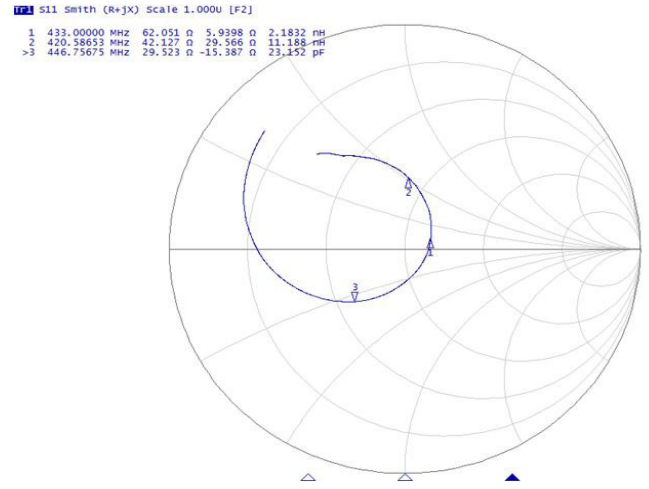 Tr1 S11 Smith (R+jX) Scale 1.000U [F2]
1 433.00000 MHz 62.051 Ω 5.9398 Ω 2.1832 nH
2 420.58653 MHz 42.127 Ω 29.566 Ω 11.188 nH
>3 446.75675 MHz 29.523 Ω -15.387 Ω 23.152 pF
2
1
3